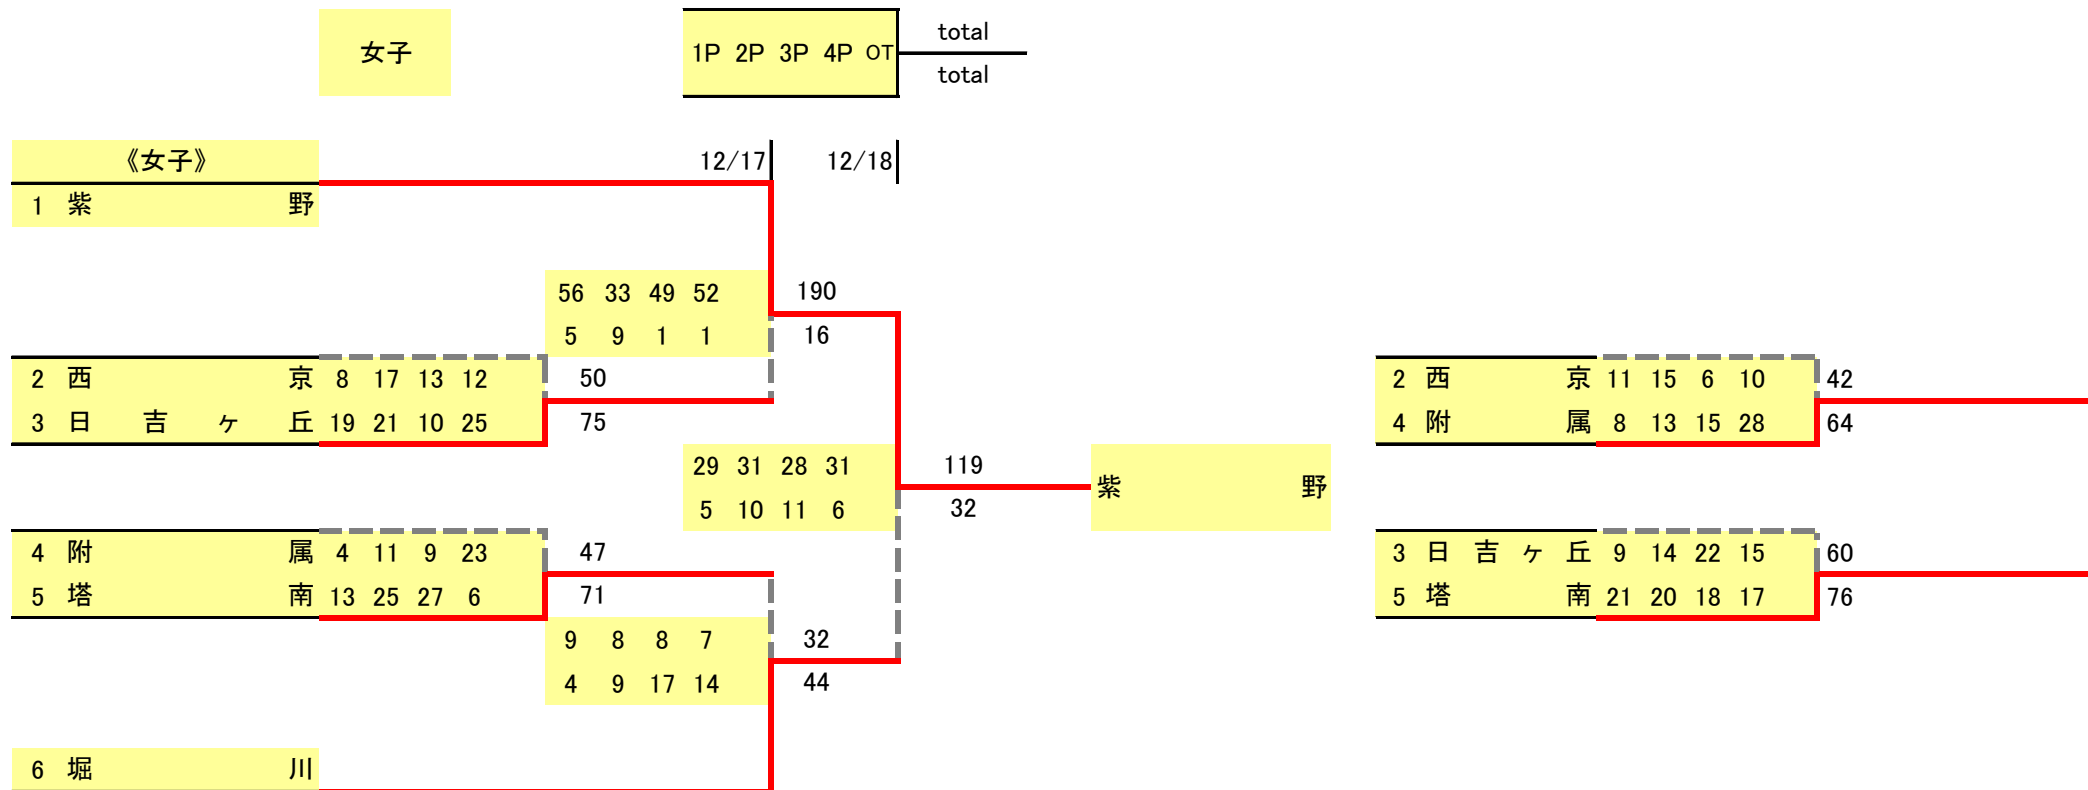 total
女子 1P 2P 3P 4P OT
total
《女子》 12/17 12/18
1 紫野
56 33 49 52 190
5 9 1 1 16
2 西京 8 17 13 12 50 2 西京 11 15 6 10 42
3 日吉ヶ丘 19 21 10 25 75 4 附属 8 13 15 28 64
29 31 28 31 119
紫野
5 10 11 6 32
4 附属 4 11 9 23 47 3 日吉ヶ丘 9 14 22 15 60
5 塔南 13 25 27 6 71 5 塔南 21 20 18 17 76
9 8 8 7 32
4 9 17 14 44
6 堀川